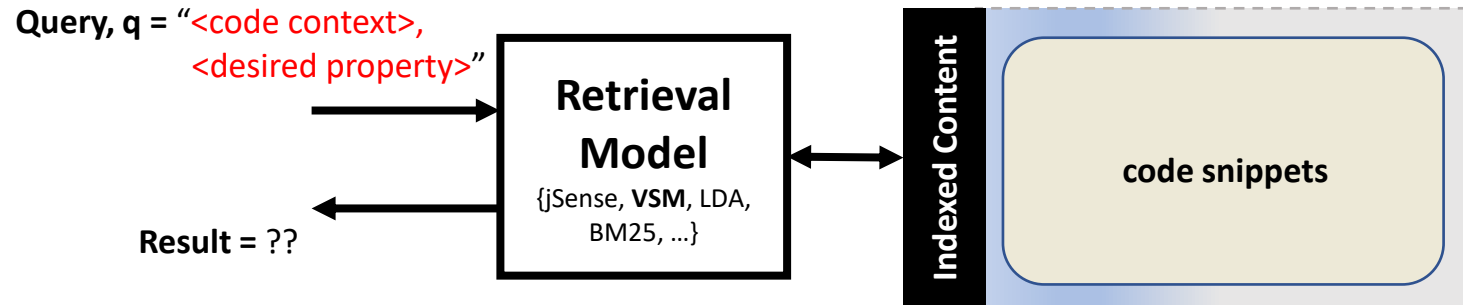 Query, q = “<code context>,
<desired property>”
Retrieval
Model
{jSense, VSM, LDA,
BM25, …}
Result = ??
Indexed Content
code snippets